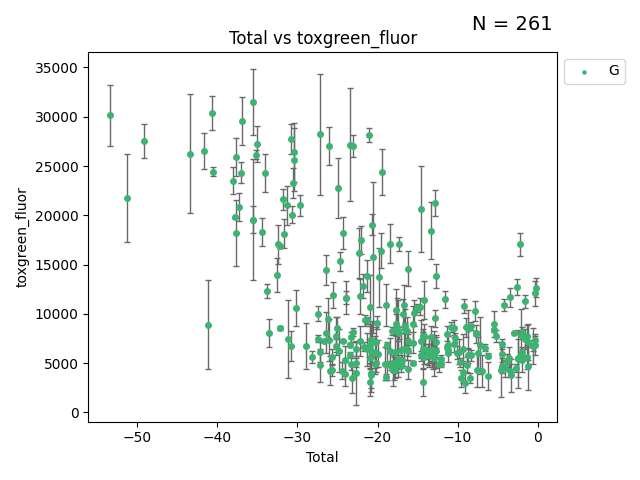 N = 261
Total vs toxgreen_fluor
G
35000
30000
25000
20000
15000
10000
5000
0
toxgreen_fluor
−50 −40 −30 −20 −10 0
Total